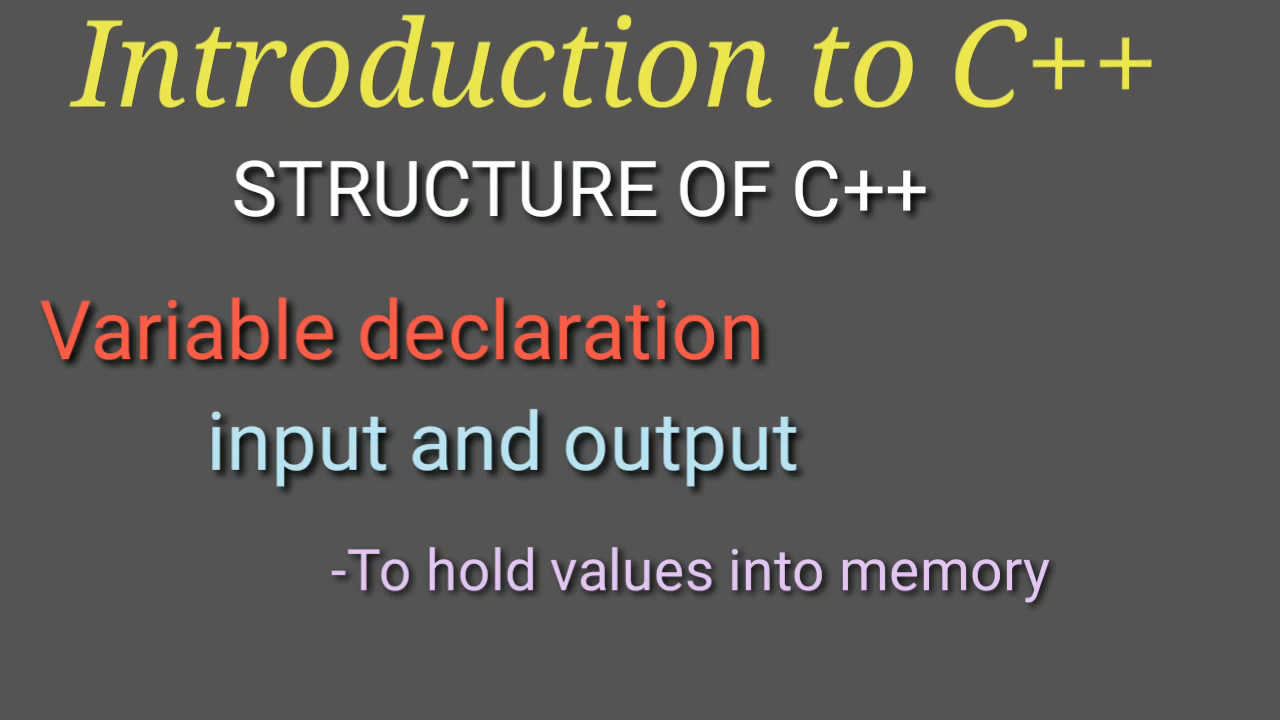 Introduction to C++
STRUCTURE OF C++
Variable declaration
input and output
-To hold values into memory